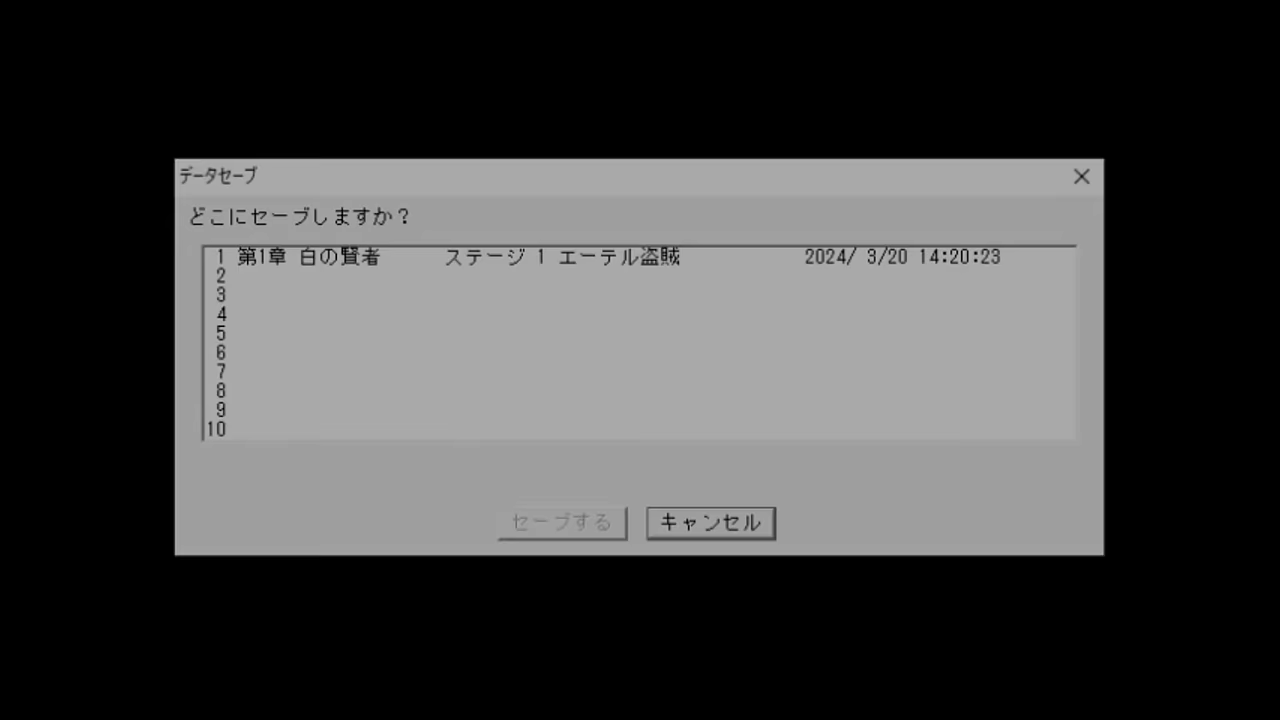 データセーブ
どこにセーブしますか？
1 第1章 白の賢者 ステージ 1 エーテル盗賊 2024/ 3/20 14:20:23
2
3
4
5
6
7
8
9
10
セーブする キャンセル